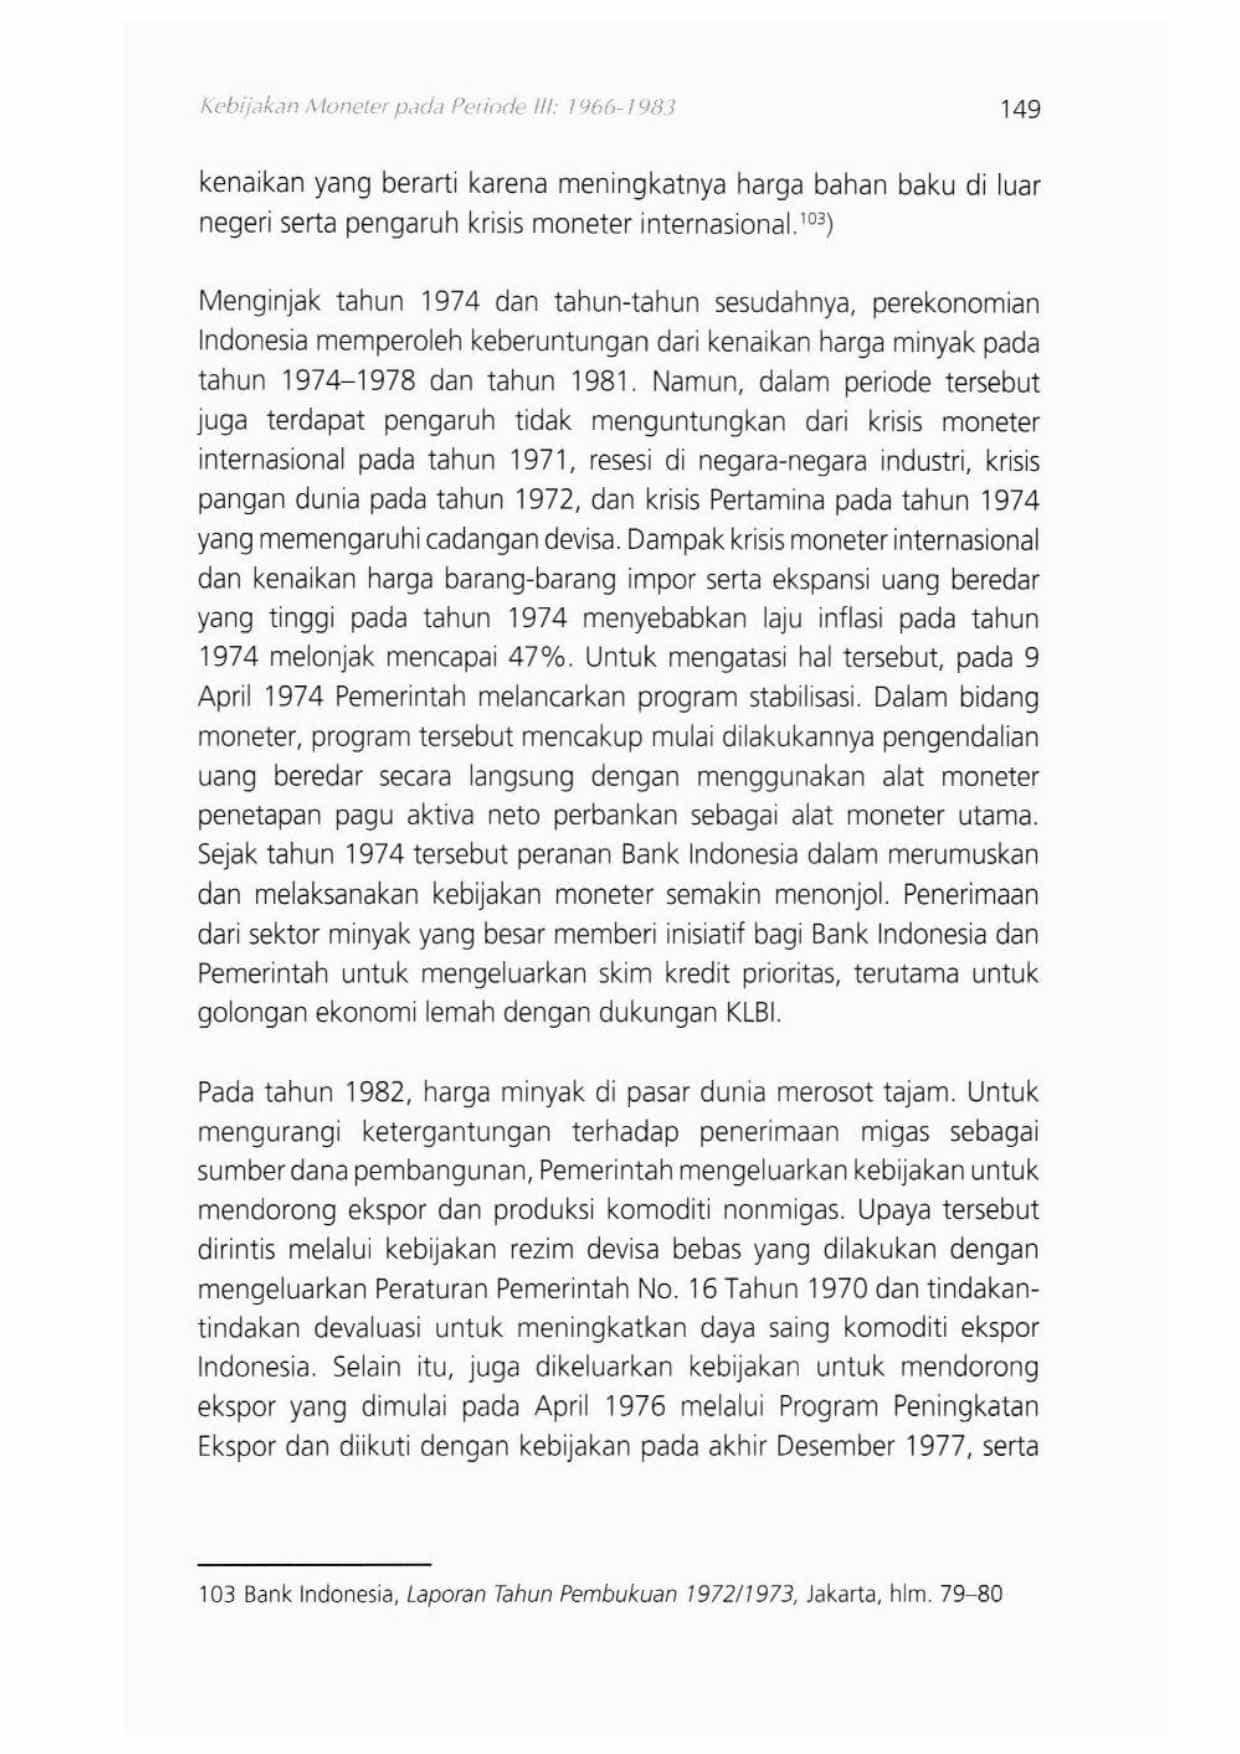 Kebijakan Moneter pada Periode III: 1966-1983 149
kenaikan yang berarti karena meningkatnya harga bahan baku di luar
negeri serta pengaruh krisis moneter internasional.¹⁰³)
Menginjak tahun 1974 dan tahun-tahun sesudahnya, perekonomian
Indonesia memperoleh keberuntungan dari kenaikan harga minyak pada
tahun 1974–1978 dan tahun 1981. Namun, dalam periode tersebut
juga terdapat pengaruh tidak menguntungkan dari krisis moneter
internasional pada tahun 1971, resesi di negara-negara industri, krisis
pangan dunia pada tahun 1972, dan krisis Pertamina pada tahun 1974
yang memengaruhi cadangan devisa. Dampak krisis moneter internasional
dan kenaikan harga barang-barang impor serta ekspansi uang beredar
yang tinggi pada tahun 1974 menyebabkan laju inflasi pada tahun
1974 melonjak mencapai 47%. Untuk mengatasi hal tersebut, pada 9
April 1974 Pemerintah melancarkan program stabilisasi. Dalam bidang
moneter, program tersebut mencakup mulai dilakukannya pengendalian
uang beredar secara langsung dengan menggunakan alat moneter
penetapan pagu aktiva neto perbankan sebagai alat moneter utama.
Sejak tahun 1974 tersebut peranan Bank Indonesia dalam merumuskan
dan melaksanakan kebijakan moneter semakin menonjol. Penerimaan
dari sektor minyak yang besar memberi inisiatif bagi Bank Indonesia dan
Pemerintah untuk mengeluarkan skim kredit prioritas, terutama untuk
golongan ekonomi lemah dengan dukungan KLBI.
Pada tahun 1982, harga minyak di pasar dunia merosot tajam. Untuk
mengurangi ketergantungan terhadap penerimaan migas sebagai
sumber dana pembangunan, Pemerintah mengeluarkan kebijakan untuk
mendorong ekspor dan produksi komoditi nonmigas. Upaya tersebut
dirintis melalui kebijakan rezim devisa bebas yang dilakukan dengan
mengeluarkan Peraturan Pemerintah No. 16 Tahun 1970 dan tindakan-
tindakan devaluasi untuk meningkatkan daya saing komoditi ekspor
Indonesia. Selain itu, juga dikeluarkan kebijakan untuk mendorong
ekspor yang dimulai pada April 1976 melalui Program Peningkatan
Ekspor dan diikuti dengan kebijakan pada akhir Desember 1977, serta
103 Bank Indonesia, Laporan Tahun Pembukuan 1972/1973, Jakarta, hlm. 79–80